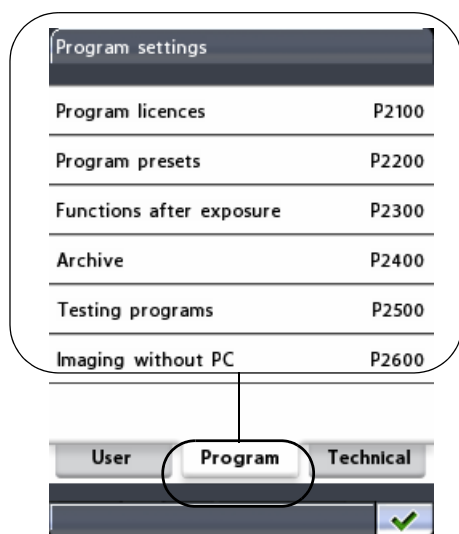 Program settings
Program licences P2100
Program presets P2200
Functions after exposure P2300
Archive P2400
Testing programs P2500
Imaging without PC P2600
User Program Technical